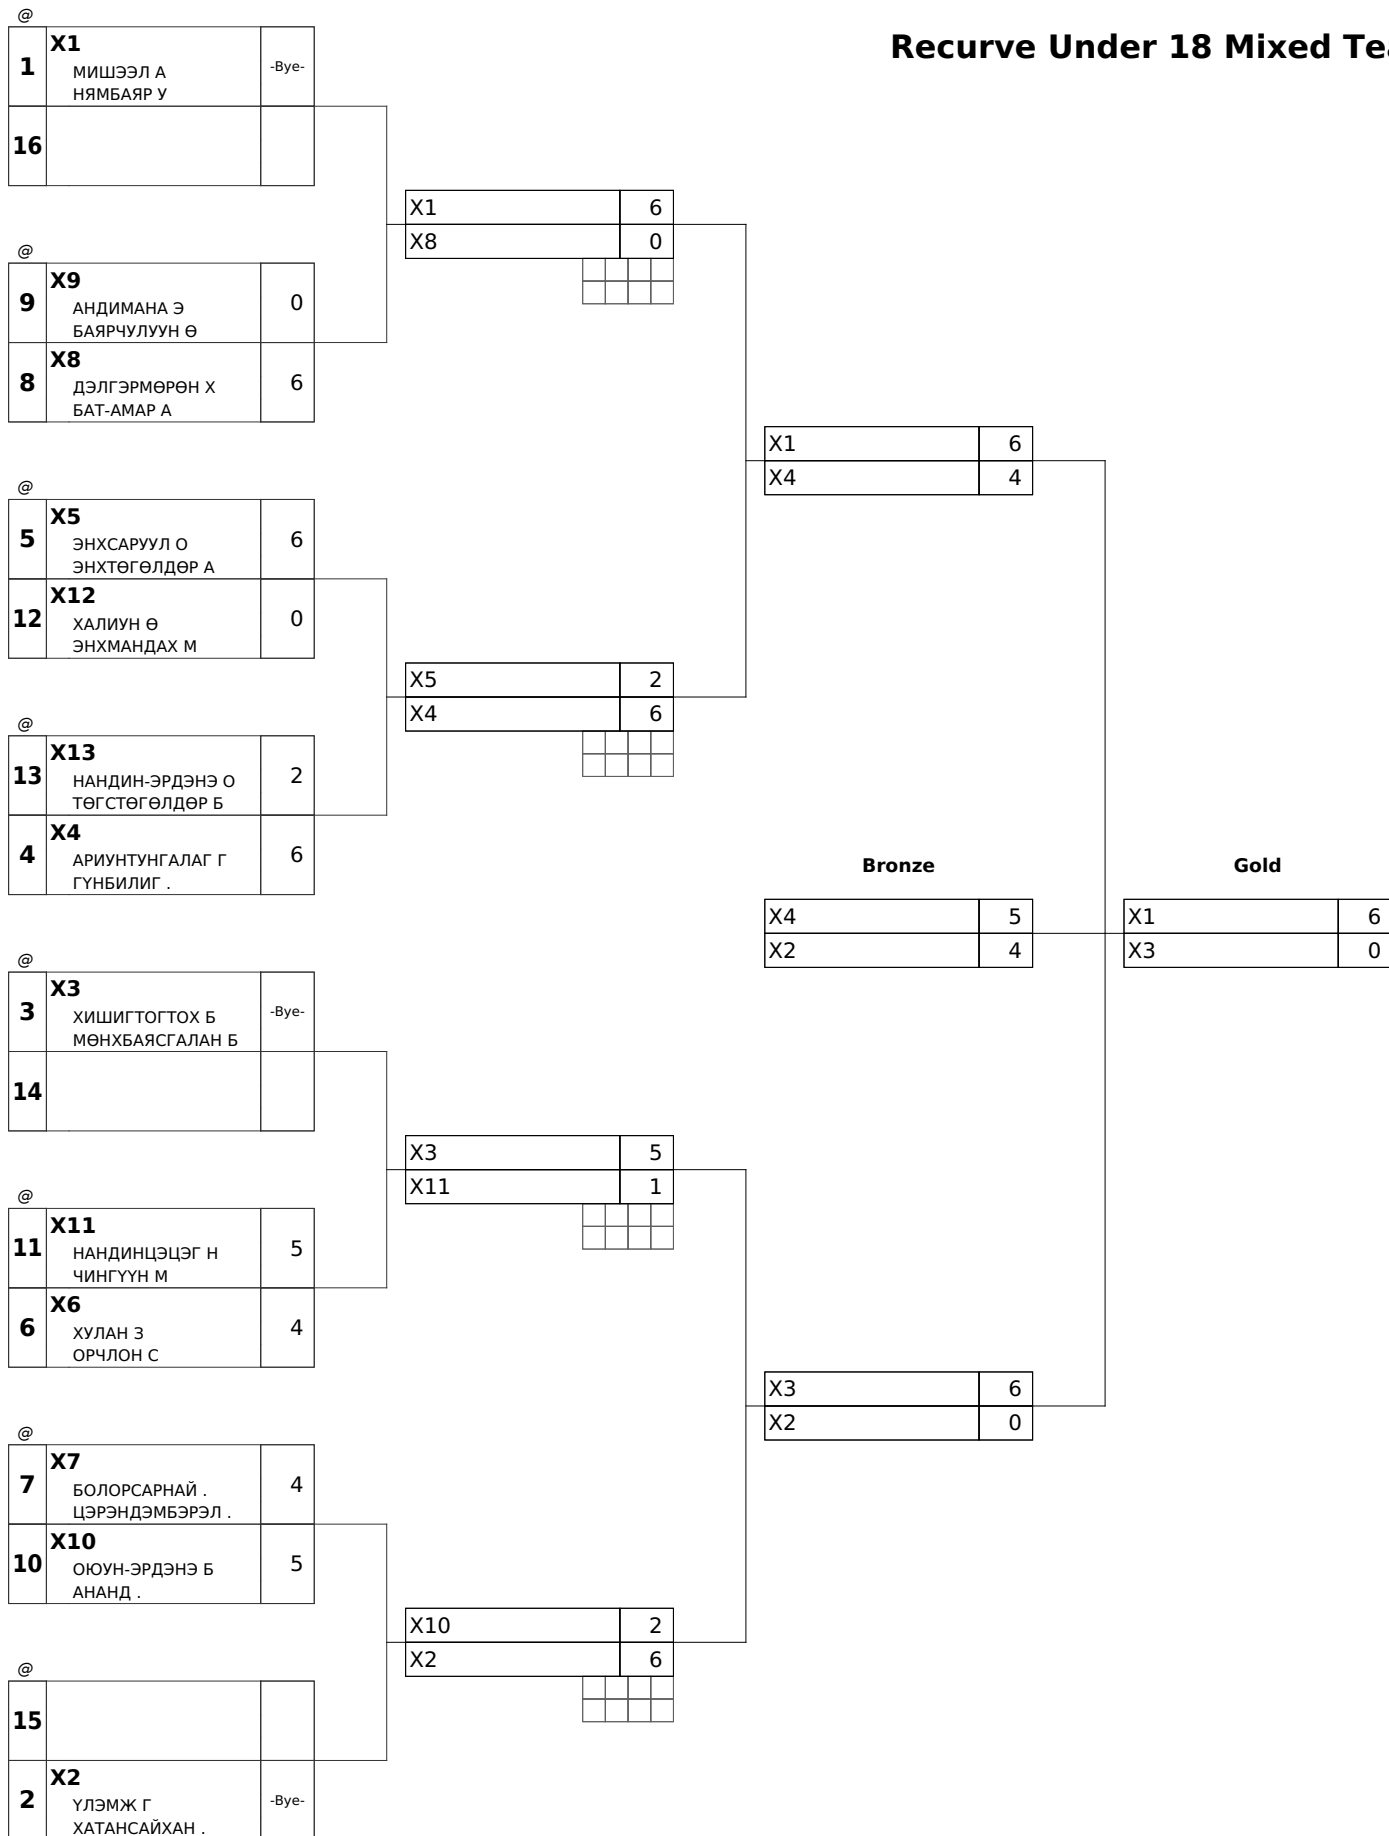 Recurve Under 18 Mixed Tea
@
1 X1 -Bye-
МИШЭЭЛ А
НЯМБАЯР У
16
@
9 X9 0
АНДИМАНА Э
БАЯРЧУЛУУН Ө
8 X8 6
ДЭЛГЭРМӨРӨН Х
БАТ-АМАР А
@
5 X5 6
ЭНХСАРУУЛ О
ЭНХТӨГӨЛДӨР А
12 X12 0
ХАЛИУН Ө
ЭНХМАНДАХ М
@
13 X13 2
НАНДИН-ЭРДЭНЭ О
ТӨГСТӨГӨЛДӨР Б
4 X4 6
АРИУНТУНГАЛАГ Г
ГҮНБИЛИГ .
@
3 X3 -Bye-
ХИШИГТОГТОХ Б
МӨНХБАЯСГАЛАН Б
14
@
11 X11 5
НАНДИНЦЭЦЭГ Н
ЧИНГҮҮН М
6 X6 4
ХУЛАН З
ОРЧЛОН С
@
7 X7 4
БОЛОРСАРНАЙ .
ЦЭРЭНДЭМБЭРЭЛ .
10 X10 5
ОЮУН-ЭРДЭНЭ Б
АНАНД .
@
15
2 X2 -Bye-
ҮЛЭМЖ Г
ХАТАНСАЙХАН .
X1 6
X8 0
X5 2
X4 6
X3 5
X11 1
X10 2
X2 6
X1 6
X4 4
X3 6
X2 0
Bronze
X4 5
X2 4
Gold
X1 6
X3 0